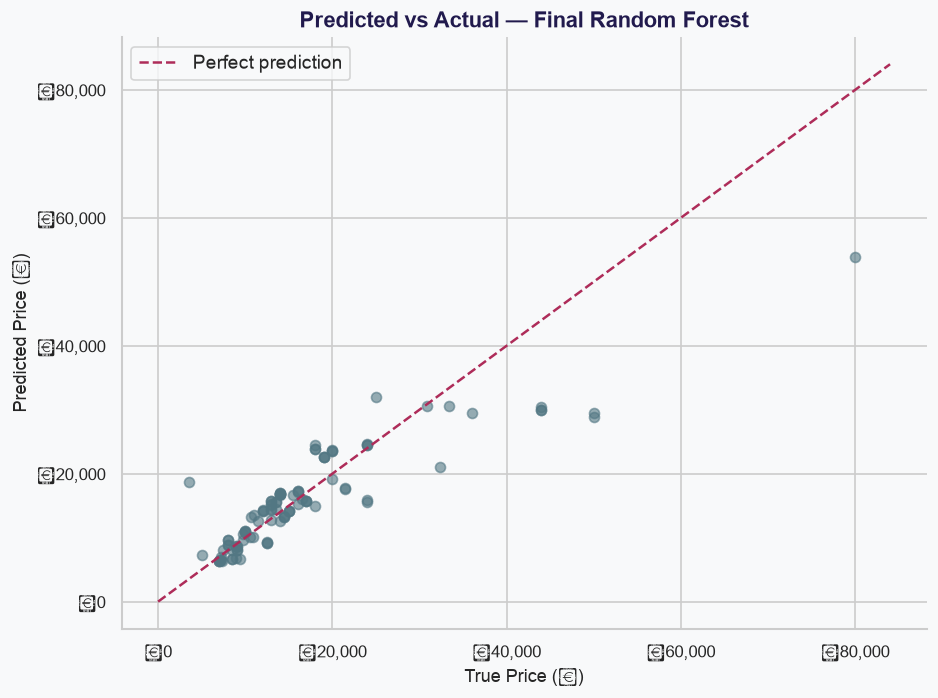 Predicted vs Actual — Final Random Forest
Perfect prediction
€80,000
€60,000
€40,000
€20,000
€0
Predicted Price (€)
€0
€20,000
€40,000
€60,000
€80,000
True Price (€)